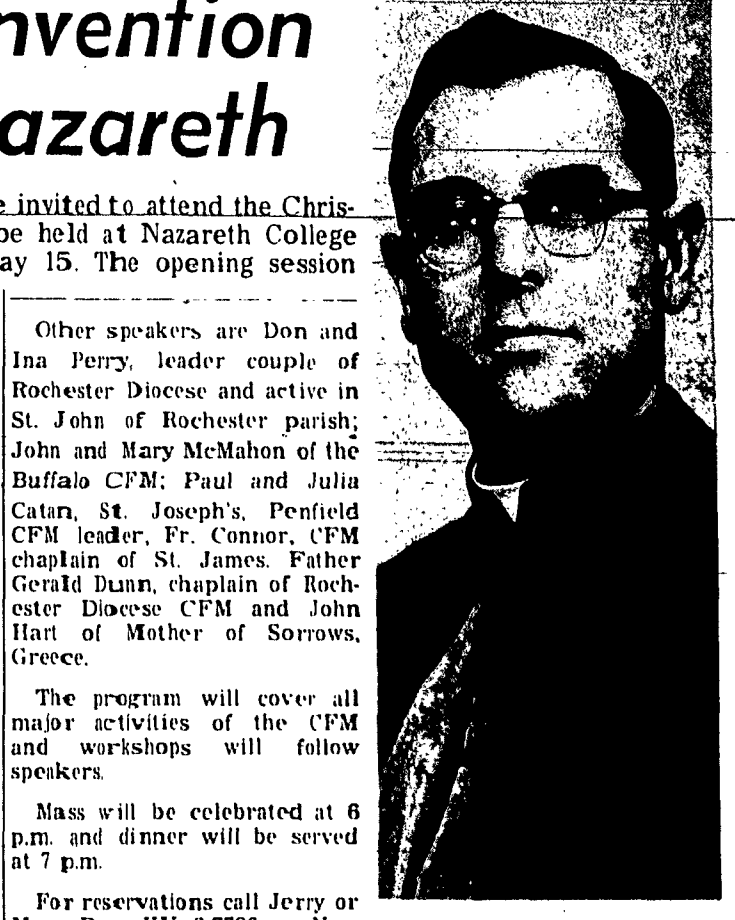 nvention
azareth
e invited to attend the Chris-
be held at Nazareth College
ay 15. The opening session
Other speakers are Don and
Ina Perry, leader couple of
Rochester Diocese and active in
St. John of Rochester parish;
John and Mary McMahon of the
Buffalo CFM; Paul and Julia
Catan, St. Joseph's, Penfield
CFM leader, Fr. Connor, CFM
chaplain of St. James. Father
Gerald Dunn, chaplain of Roch-
ester Diocese CFM and John
Hart of Mother of Sorrows,
Greece.
The program will cover all
major activities of the CFM
and workshops will follow
speakers.
Mass will be celebrated at 6
p.m. and dinner will be served
at 7 p.m.
For reservations call Jerry or